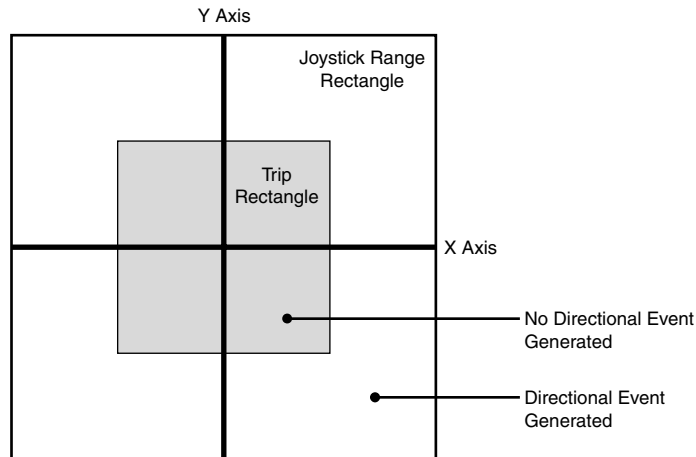 Y Axis
Joystick Range
Rectangle
Trip
Rectangle
X Axis
No Directional Event
Generated
Directional Event
Generated